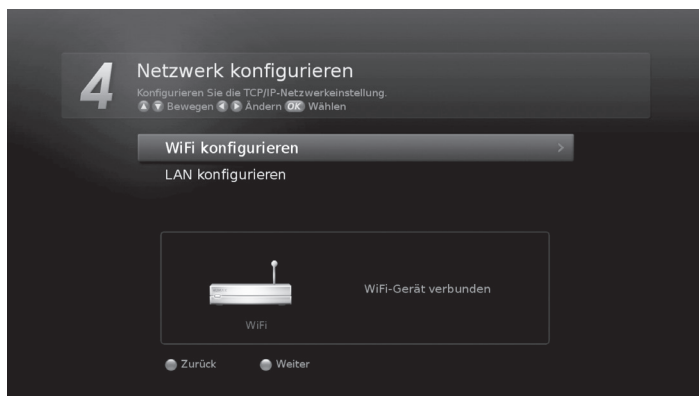 4
Netzwerk konfigurieren
Konfigurieren Sie die TCP/IP-Netzwerkeinstellung.
Bewegen Ändern OK Wählen
WiFi konfigurieren >
LAN konfigurieren
WiFi-Gerät verbunden
WiFi
Zurück Weiter